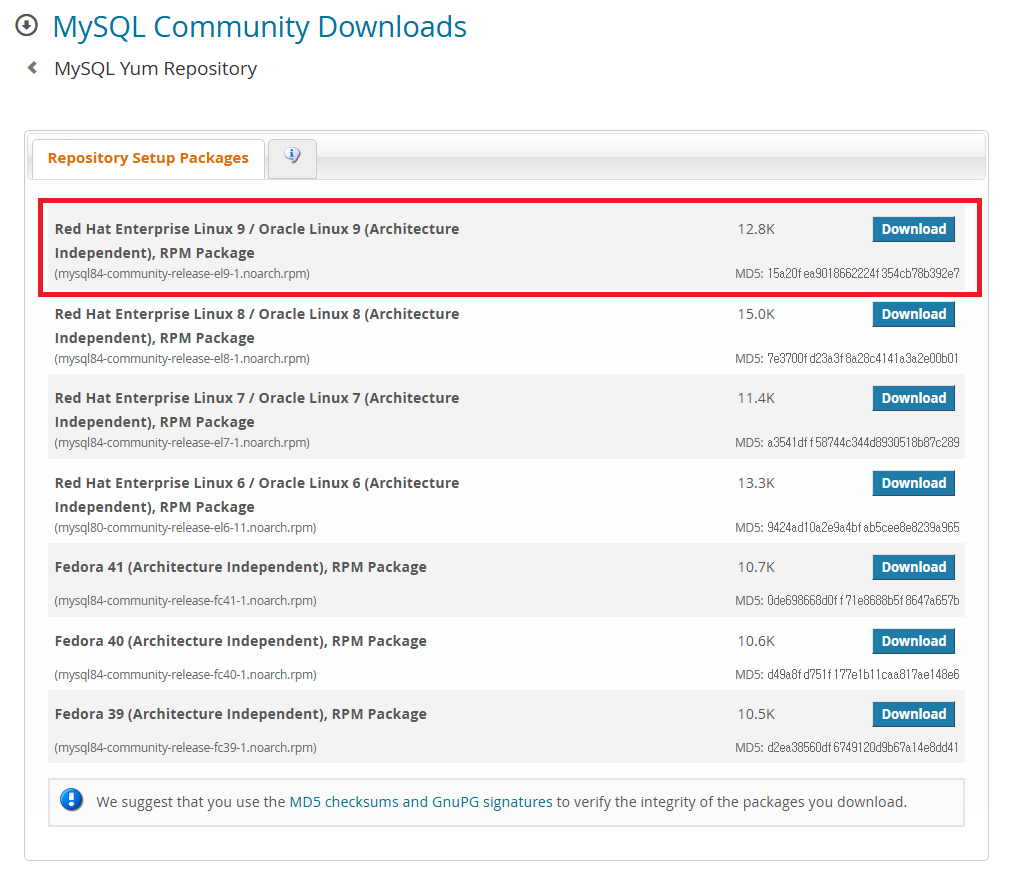 MySQL Community Downloads
MySQL Yum Repository
Repository Setup Packages
Red Hat Enterprise Linux 9 / Oracle Linux 9 (Architecture Independent), RPM Package
12.8K
Download
(mysql84-community-release-el9-1.noarch.rpm)
MD5: 15a20fea9018662224f354cb78b392e7
Red Hat Enterprise Linux 8 / Oracle Linux 8 (Architecture Independent), RPM Package
15.0K
Download
(mysql84-community-release-el8-1.noarch.rpm)
MD5: 7e3700fd23a3f8a28c4141a3a2e00b01
Red Hat Enterprise Linux 7 / Oracle Linux 7 (Architecture Independent), RPM Package
11.4K
Download
(mysql84-community-release-el7-1.noarch.rpm)
MD5: a3541dff58744c344d8930518b87c289
Red Hat Enterprise Linux 6 / Oracle Linux 6 (Architecture Independent), RPM Package
13.3K
Download
(mysql80-community-release-el6-11.noarch.rpm)
MD5: 9424ad10a2e9a4bfab5cee8e8239a965
Fedora 41 (Architecture Independent), RPM Package
10.7K
Download
(mysql84-community-release-fc41-1.noarch.rpm)
MD5: 0de698668d0ff71e8688b5f8647a657b
Fedora 40 (Architecture Independent), RPM Package
10.6K
Download
(mysql84-community-release-fc40-1.noarch.rpm)
MD5: d49a8fd751f177e1b11caa817ae148e6
Fedora 39 (Architecture Independent), RPM Package
10.5K
Download
(mysql84-community-release-fc39-1.noarch.rpm)
MD5: d2ea38560df6749120d9b67a14e8dd41
We suggest that you use the MD5 checksums and GnuPG signatures to verify the integrity of the packages you download.